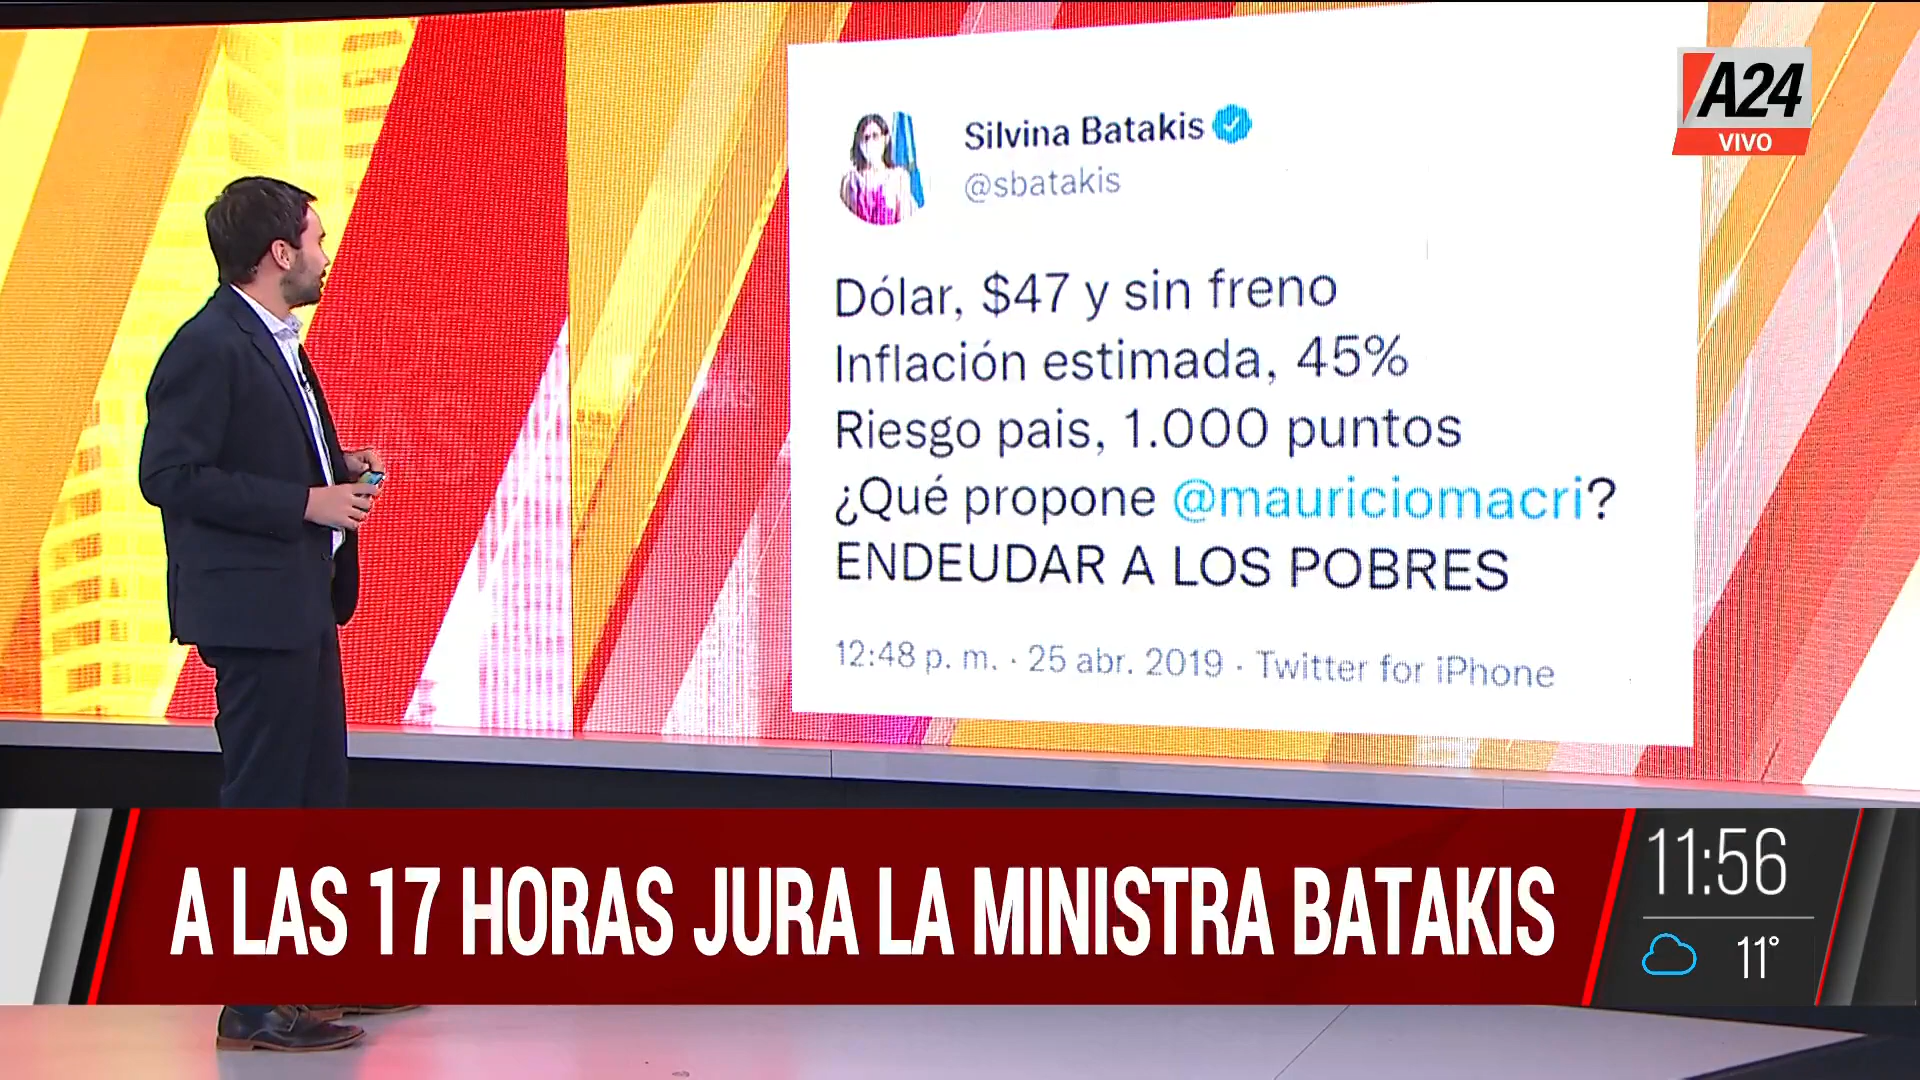 A24
VIVO
Silvina Batakis
@sbatakis
Dólar, $47 y sin freno
Inflación estimada, 45%
Riesgo pais, 1.000 puntos
¿Qué propone @mauriciomacri?
ENDEUDAR A LOS POBRES
12:48 p. m. · 25 abr. 2019 · Twitter for iPhone
A LAS 17 HORAS JURA LA MINISTRA BATAKIS
11:56
11°